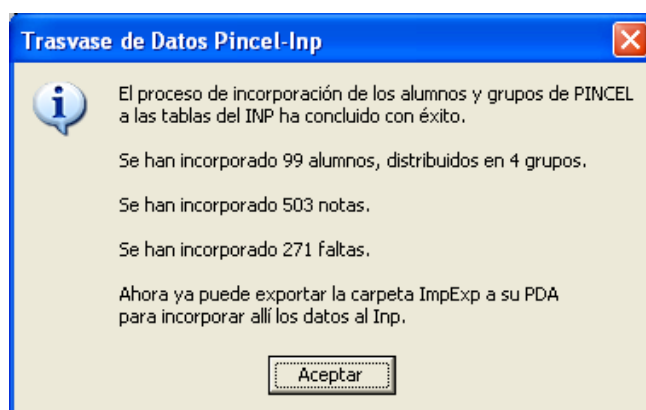 Trasvase de Datos Pincel-Inp
El proceso de incorporación de los alumnos y grupos de PINCEL
a las tablas del INP ha concluido con éxito.
Se han incorporado 99 alumnos, distribuidos en 4 grupos.
Se han incorporado 503 notas.
Se han incorporado 271 faltas.
Ahora ya puede exportar la carpeta ImpExp a su PDA
para incorporar allí los datos al Inp.
Aceptar